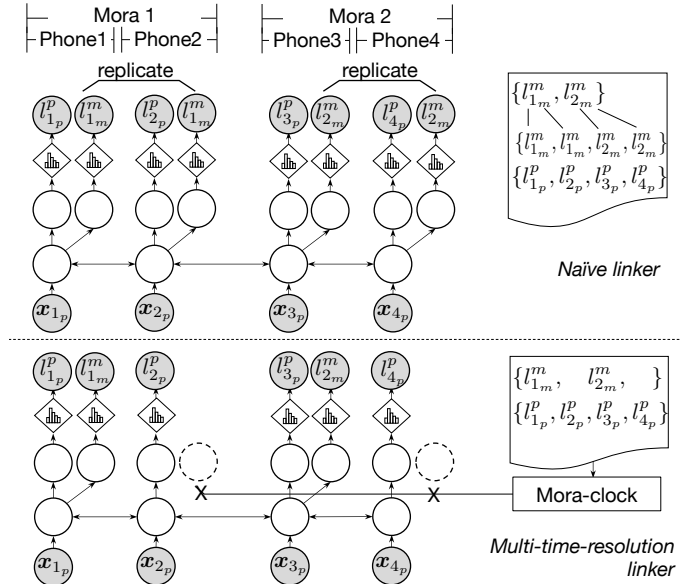 Mora 1 Mora 2
Phone1 Phone2 Phone3 Phone4
replicate replicate
l^p_{1_p} l^m_{1_m} l^p_{2_p} l^m_{1_m} l^p_{3_p} l^m_{2_m} l^p_{4_p} l^m_{2_m}
{l^m_{1_m}, l^m_{2_m}}
{l^m_{1_m}, l^m_{1_m}, l^m_{2_m}, l^m_{2_m}}
{l^p_{1_p}, l^p_{2_p}, l^p_{3_p}, l^p_{4_p}}
Naïve linker
x_{1_p} x_{2_p} x_{3_p} x_{4_p}
l^p_{1_p} l^m_{1_m} l^p_{2_p} l^p_{3_p} l^m_{2_m} l^p_{4_p}
{l^m_{1_m}, l^m_{2_m}, }
{l^p_{1_p}, l^p_{2_p}, l^p_{3_p}, l^p_{4_p}}
X X
Mora-clock
x_{1_p} x_{2_p} x_{3_p} x_{4_p}
Multi-time-resolution
linker